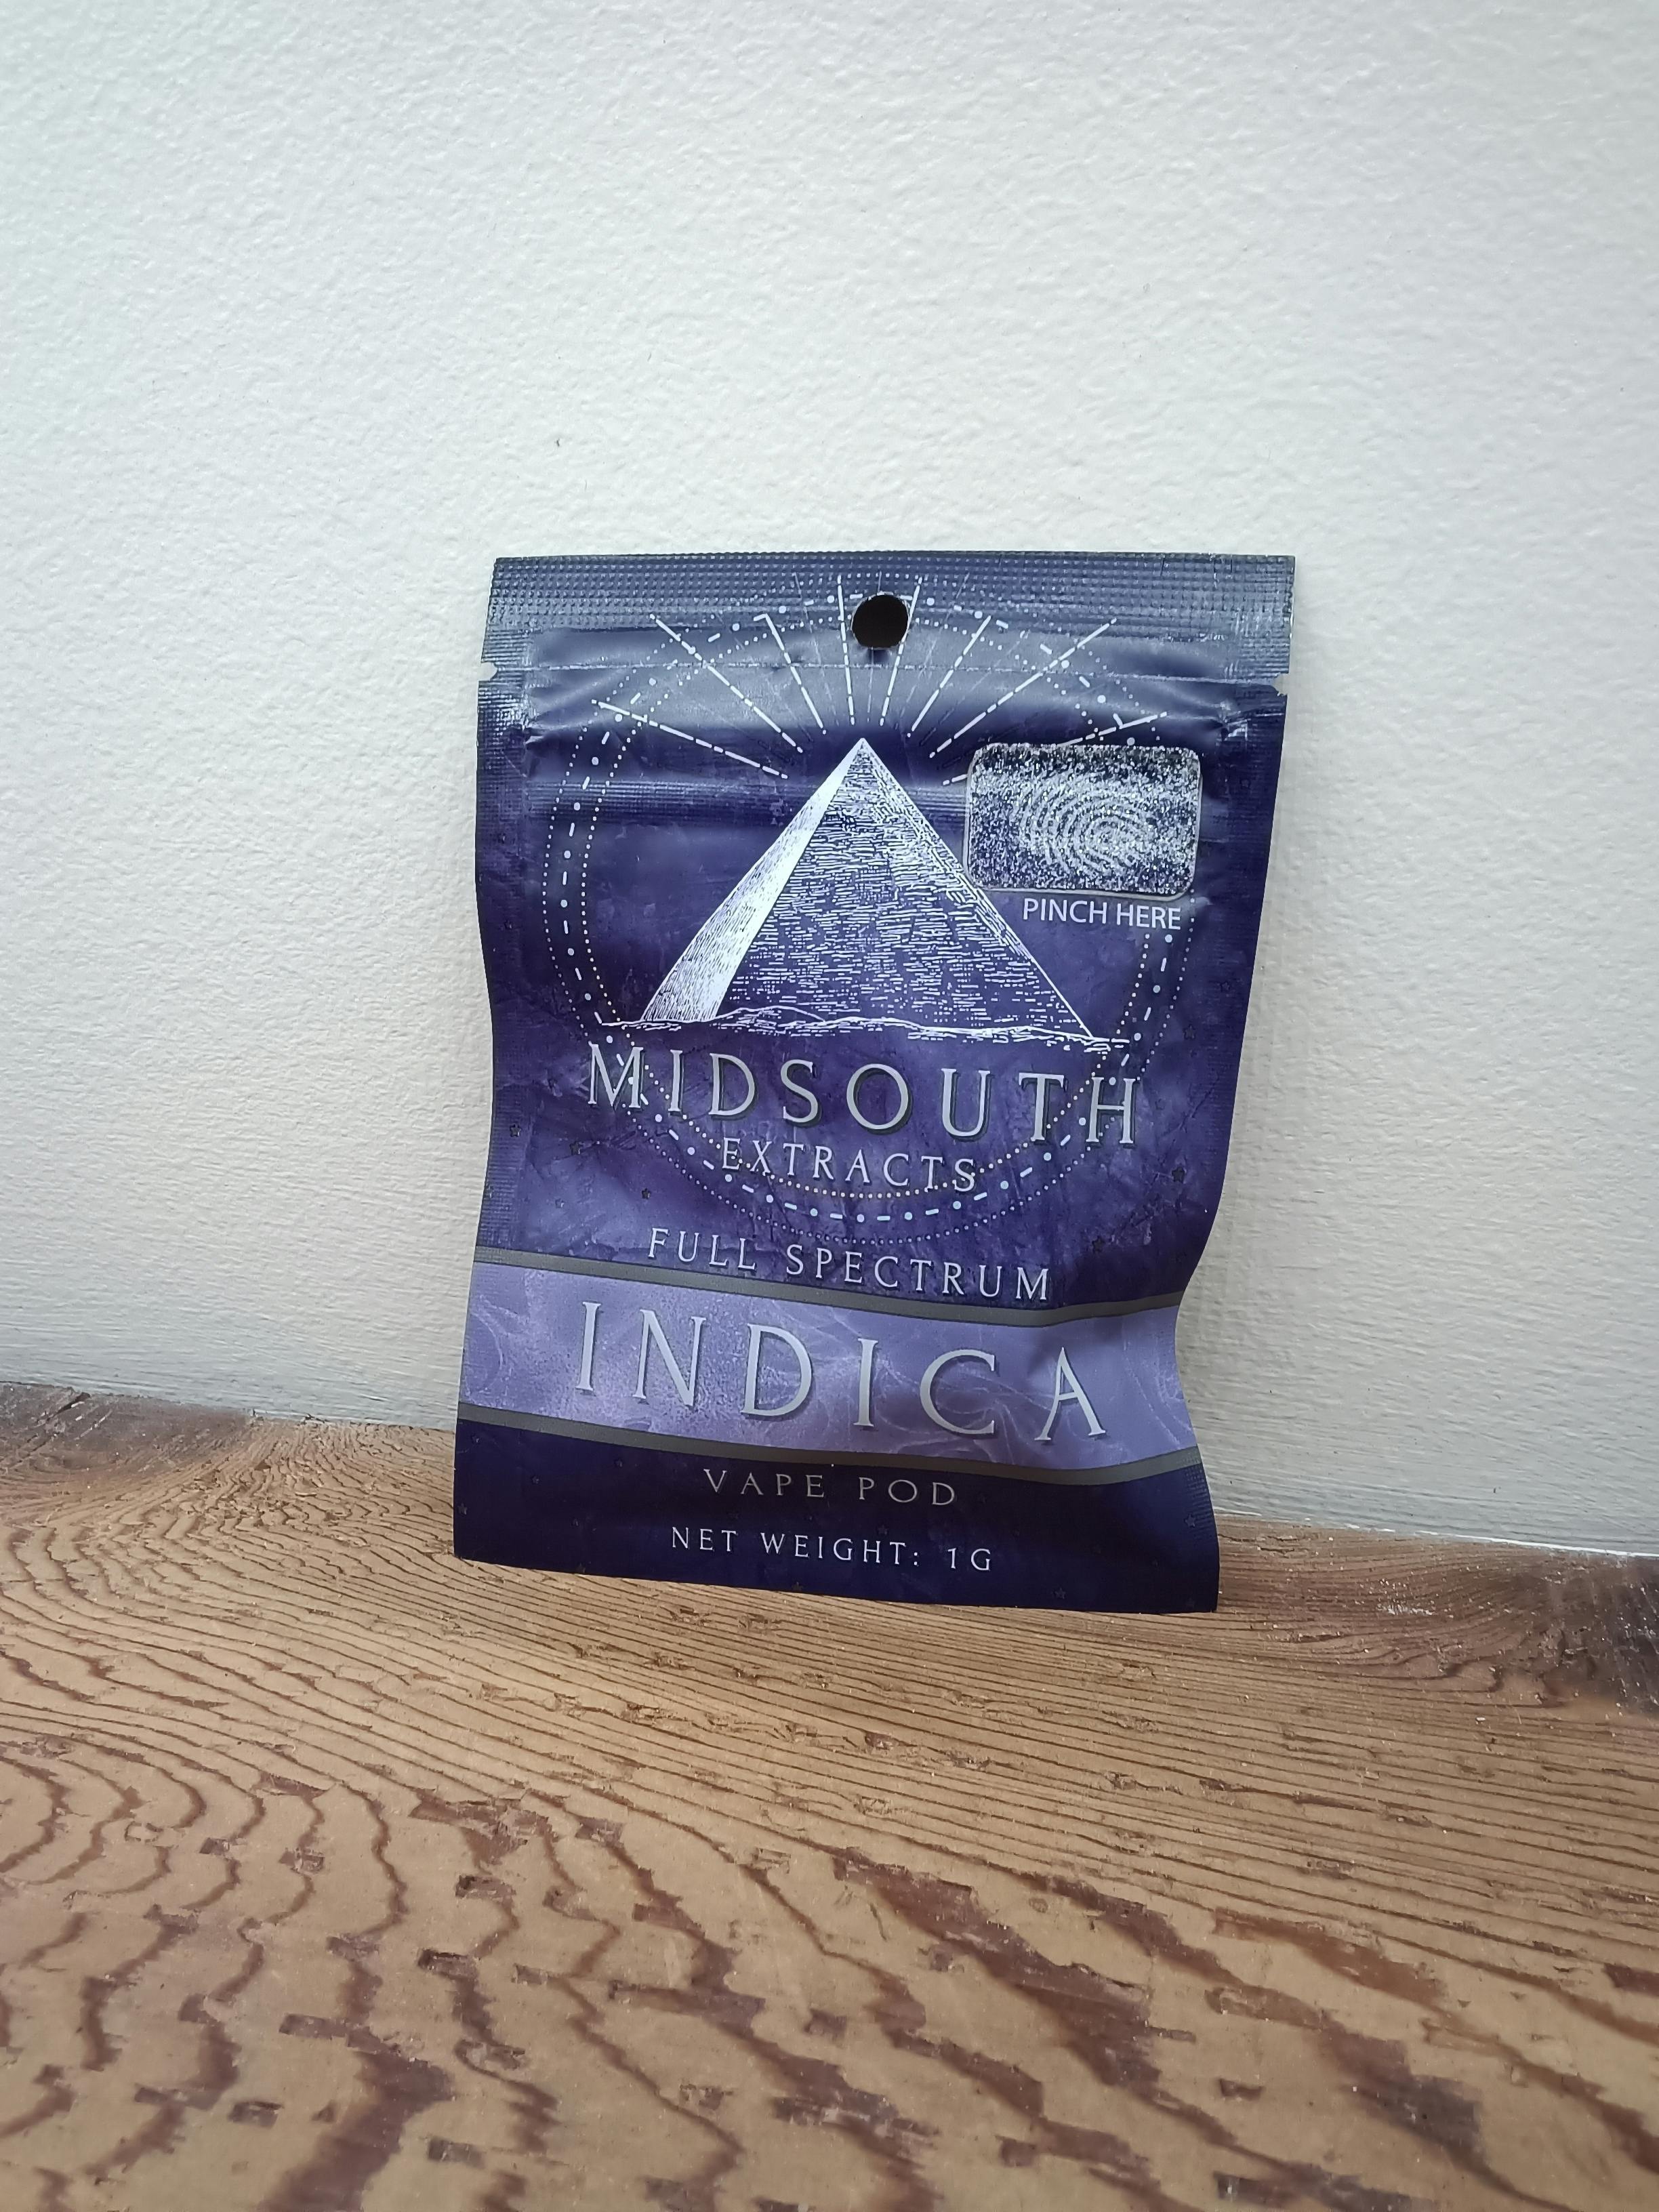 PINCH HERE
MIDSOUTH
EXTRACTS
FULL SPECTRUM
INDICA
VAPE POD
NET WEIGHT: 1G